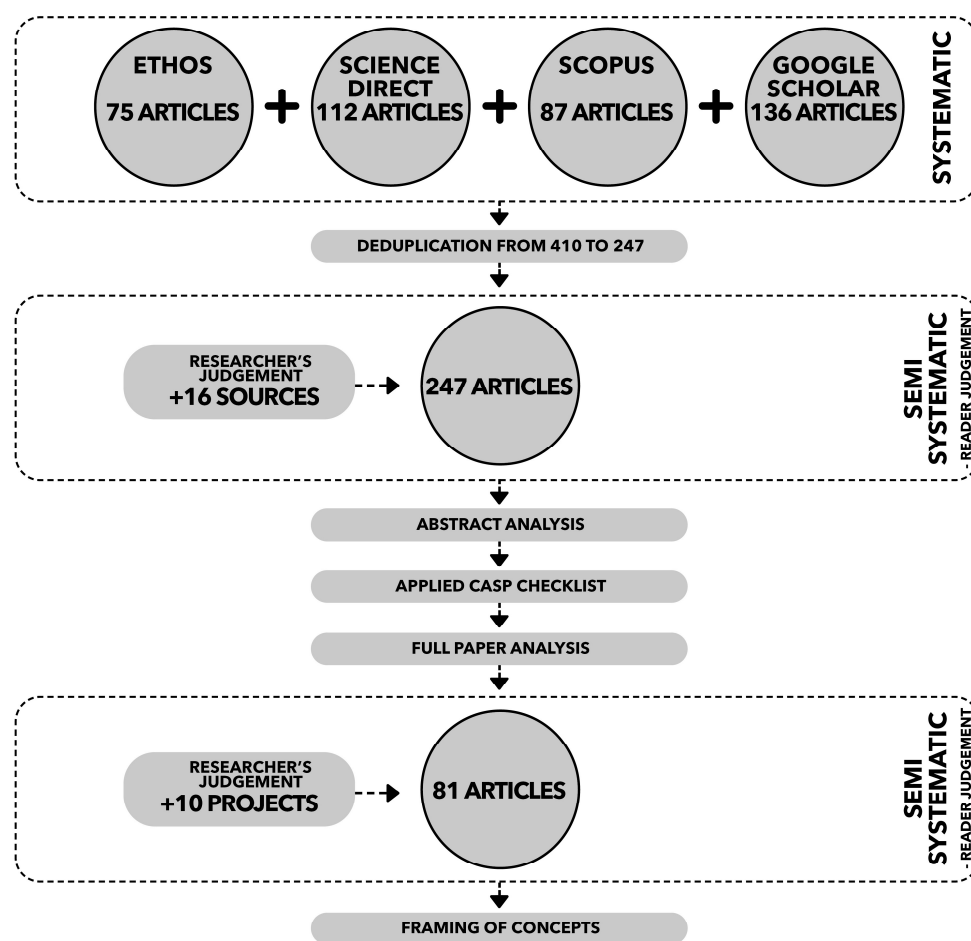 ETHOS
75 ARTICLES
+
SCIENCE
DIRECT
112 ARTICLES
+
SCOPUS
87 ARTICLES
+
GOOGLE
SCHOLAR
136 ARTICLES
SYSTEMATIC
DEDUPLICATION FROM 410 TO 247
RESEARCHER'S
JUDGEMENT
+16 SOURCES
247 ARTICLES
SEMI
SYSTEMATIC
- READER JUDGEMENT
ABSTRACT ANALYSIS
APPLIED CASP CHECKLIST
FULL PAPER ANALYSIS
RESEARCHER'S
JUDGEMENT
+10 PROJECTS
81 ARTICLES
SEMI
SYSTEMATIC
- READER JUDGEMENT
FRAMING OF CONCEPTS